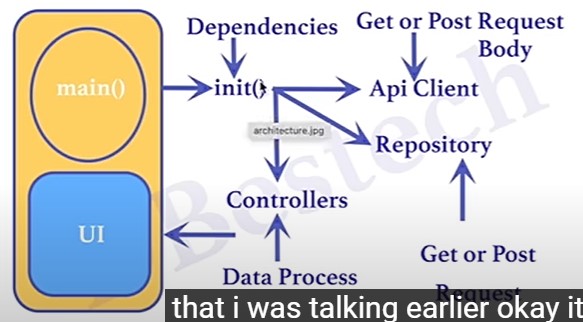 Dependencies
Get or Post Request
Body
main()
init()
Api Client
architecture.jpg
Repository
Controllers
UI
Get or Post
Request
Data Process
Bestech
that i was talking earlier okay it